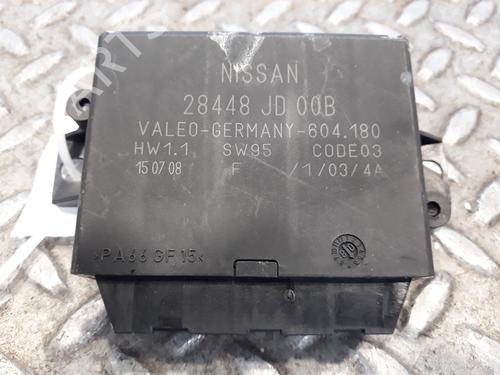 NISSAN
28448 JD 00B
VALEO-GERMANY-604.180
HW1.1 SW95 CODE03
15 07 08 F /1/03/4A
>PA66 GF15<